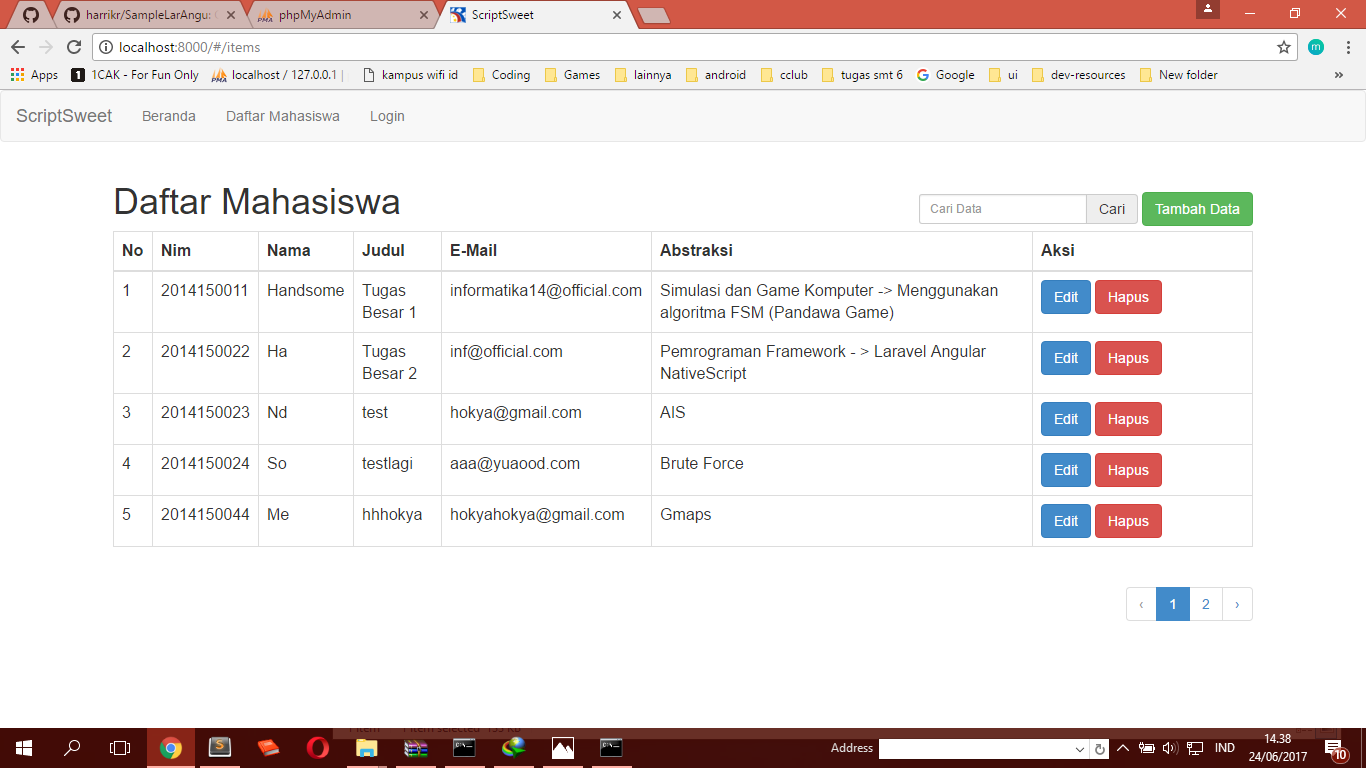 harrikr/SampleLarAngu:
phpMyAdmin
ScriptSweet
localhost:8000/#/items
m
Apps
1
1CAK - For Fun Only
PMA
localhost / 127.0.0.1 |
kampus wifi id
Coding
Games
lainnya
android
cclub
tugas smt 6
G
Google
ui
dev-resources
New folder
»
ScriptSweet
Beranda
Daftar Mahasiswa
Login
Daftar Mahasiswa
Cari Data
Cari
Tambah Data
No Nim Nama Judul E-Mail Abstraksi Aksi
1 2014150011 Handsome Tugas Besar 1 informatika14@official.com Simulasi dan Game Komputer -> Menggunakan algoritma FSM (Pandawa Game) Edit Hapus
2 2014150022 Ha Tugas Besar 2 inf@official.com Pemrograman Framework - > Laravel Angular NativeScript Edit Hapus
3 2014150023 Nd test hokya@gmail.com AIS Edit Hapus
4 2014150024 So testlagi aaa@yuaood.com Brute Force Edit Hapus
5 2014150044 Me hhhokya hokyahokya@gmail.com Gmaps Edit Hapus
‹ 1 2 ›
Address
IND
14.38
24/06/2017
10